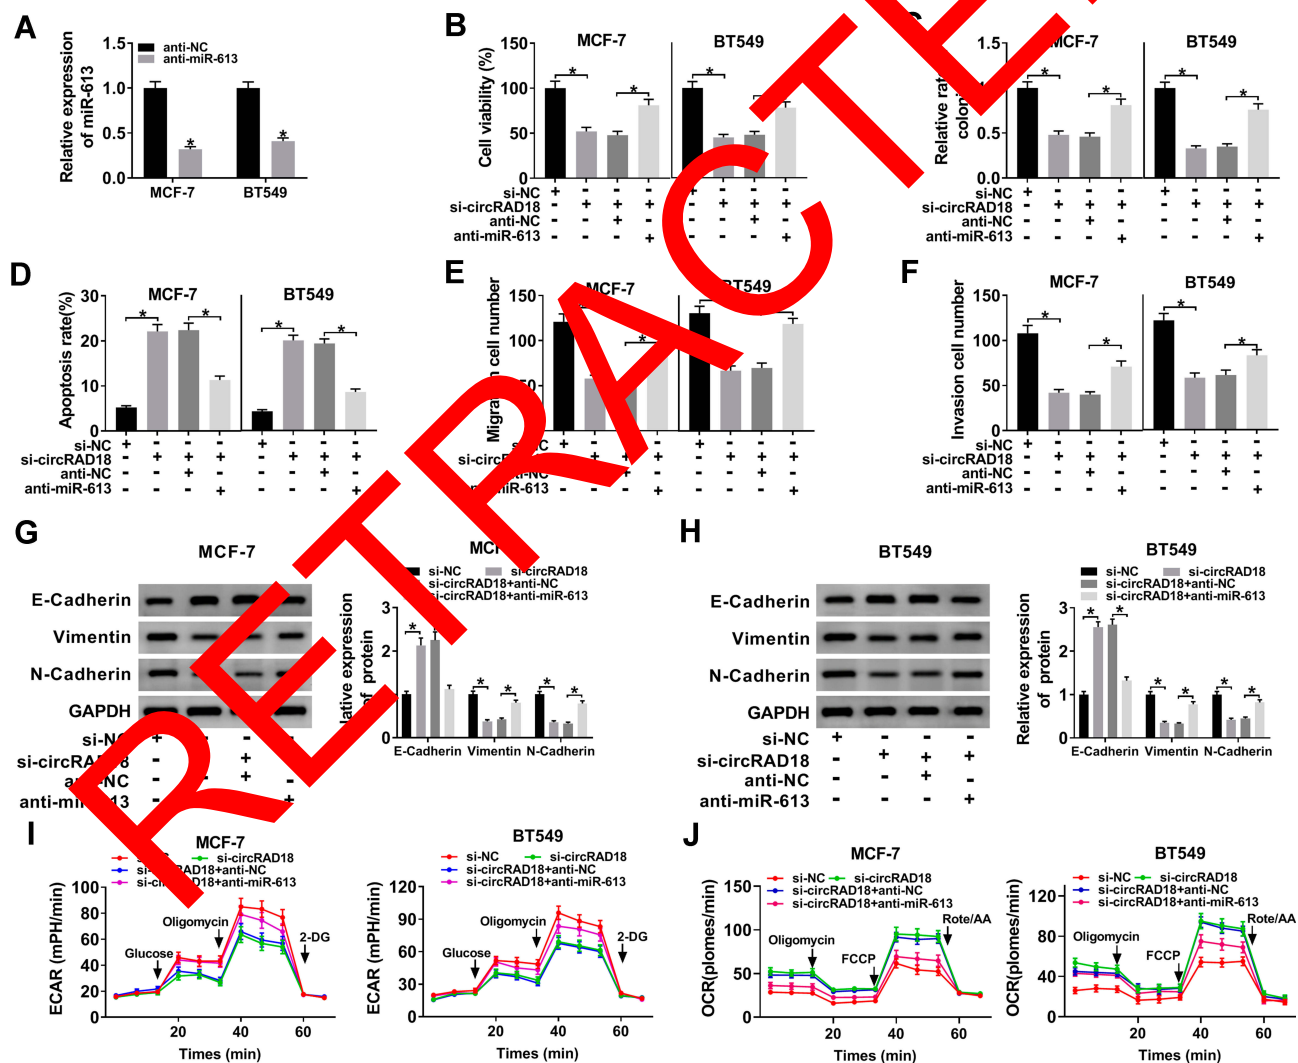 RETRACTED
A
Relative expression
of miR-613
1.5
1.0
0.5
0.0
anti-NC
anti-miR-613
* *
MCF-7 BT549
B
Cell viability (%)
150
100
50
0
MCF-7 BT549
* * *
si-NC + - - - + - - -
si-circRAD18 - + + + - + + +
anti-NC - - + - - - + -
anti-miR-613 - - - + - - - +
Relative
1.5
0.5
0.0
MCF-7 BT549
* * * *
si-NC + - - - + - - -
si-circRAD18 - + + + - + + +
anti-NC - - + - - - + -
anti-miR-613 - - - + - - - +
D
Apoptosis rate(%)
30
20
10
0
MCF-7 BT549
* * * *
si-NC + - - - + - - -
si-circRAD18 - + + + - + + +
anti-NC - - + - - - + -
anti-miR-613 - - - + - - - +
E
cell number
150
100
0
MCF-7 BT549
F
Invasion cell number
150
100
50
0
MCF-7 BT549
* * * *
si-NC + - - - + - - -
si-circRAD18 - + + + - + + +
anti-NC - - + - - - + -
anti-miR-613 - - - + - - - +
G
MCF-7
E-Cadherin
Vimentin
N-Cadherin
GAPDH
si-NC
si-circRAD18
si-circRAD18+anti-NC
si-circRAD18+anti-miR-613
expression
of protein
3
2
1
0
* * * * *
E-Cadherin Vimentin N-Cadherin
H
BT549
E-Cadherin
Vimentin
N-Cadherin
GAPDH
si-NC + - - -
si-circRAD18 - + + +
anti-NC - - + -
anti-miR-613 - - - +
BT549
si-NC si-circRAD18
si-circRAD18+anti-NC
si-circRAD18+anti-miR-613
Relative expression
of protein
3
2
1
0
* * * * * *
E-Cadherin Vimentin N-Cadherin
I
MCF-7
si-circRAD18
ECAR (mPH/min)
100
80
60
40
20
0
Glucose
Oligomycin
2-DG
20 40 60
Times (min)
BT549
si-NC si-circRAD18
si-circRAD18+anti-NC
si-circRAD18+anti-miR-613
ECAR (mPH/min)
120
90
60
30
0
Glucose
Oligomycin
2-DG
20 40 60
Times (min)
J
MCF-7
si-NC si-circRAD18
si-circRAD18+anti-NC
si-circRAD18+anti-miR-613
OCR(plomes/min)
150
100
50
0
Oligomycin
FCCP
Rote/AA
20 40 60
Times (min)
BT549
si-NC si-circRAD18
si-circRAD18+anti-NC
si-circRAD18+anti-miR-613
OCR(plomes/min)
120
80
40
0
Oligomycin
FCCP
Rote/AA
20 40 60
Times (min)